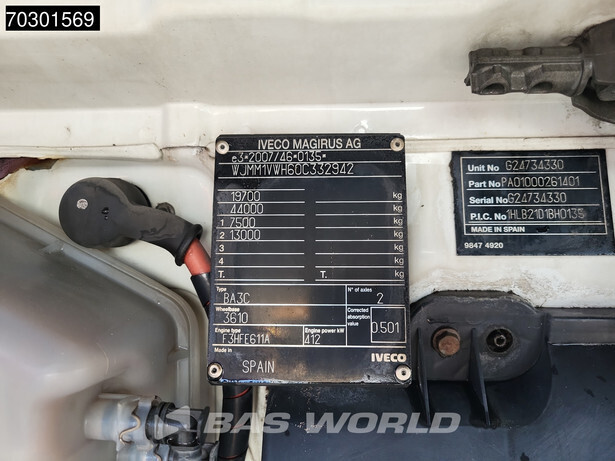 70301569
IVECO MAGIRUS AG
e3*2007/46*0135*
WJMM1VWH60C332942
19700 kg
44000 kg
1 7500 kg
2 13000 kg
3 kg
4 kg
T. T. kg
Type N° of axles
BA3C 2
Wheelbase Corrected absorption value
3610 0.501
Engine type Engine power kW
F3HFE611A 412
IVECO
SPAIN
Unit No G24734330
Part No PA01000261401
Serial No G24734330
P.I.C. No 1HLB21D1BH0135
MADE IN SPAIN
9847 4920
BAS WORLD